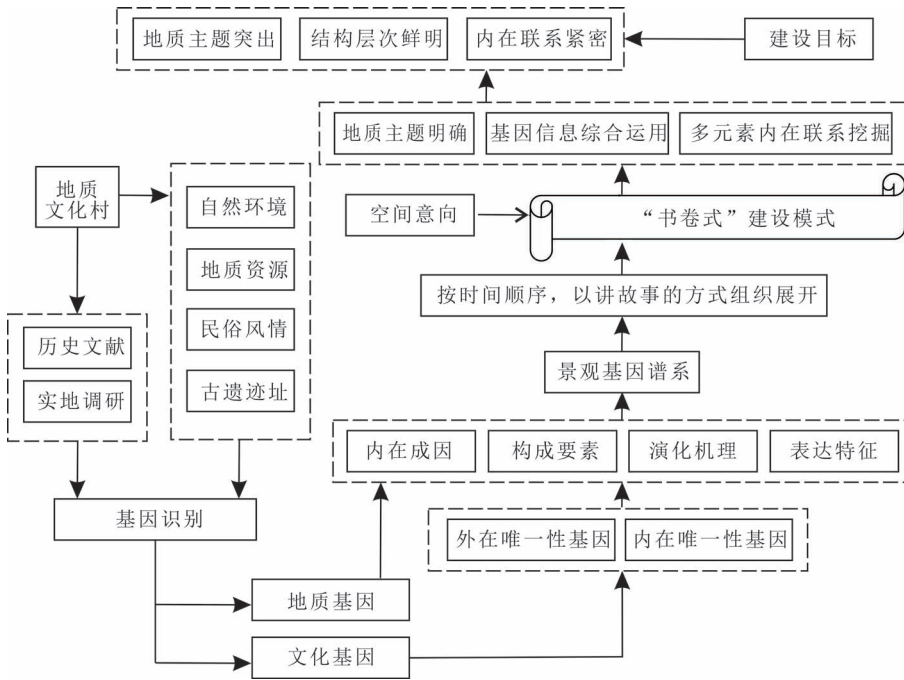 地质主题突出
结构层次鲜明
内在联系紧密
建设目标
地质主题明确
基因信息综合运用
多元素内在联系挖掘
地质
文化村
自然环境
地质资源
民俗风情
古遗迹址
空间意向
“书卷式”建设模式
按时间顺序，以讲故事的方式组织展开
历史文献
实地调研
景观基因谱系
内在成因
构成要素
演化机理
表达特征
基因识别
外在唯一性基因
内在唯一性基因
地质基因
文化基因